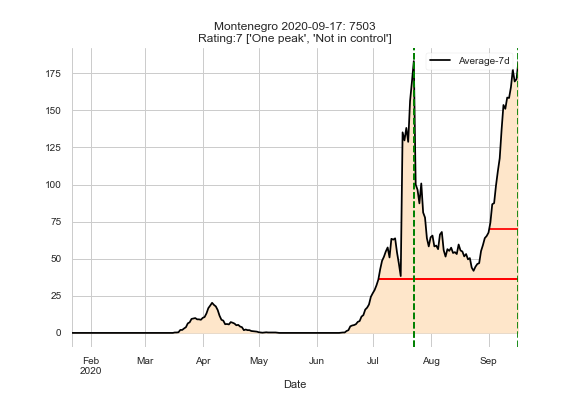 Montenegro 2020-09-17: 7503
Rating:7 ['One peak', 'Not in control']
Average-7d
175
150
125
100
75
50
25
0
Feb
2020
Mar
Apr
May
Jun
Jul
Aug
Sep
Date